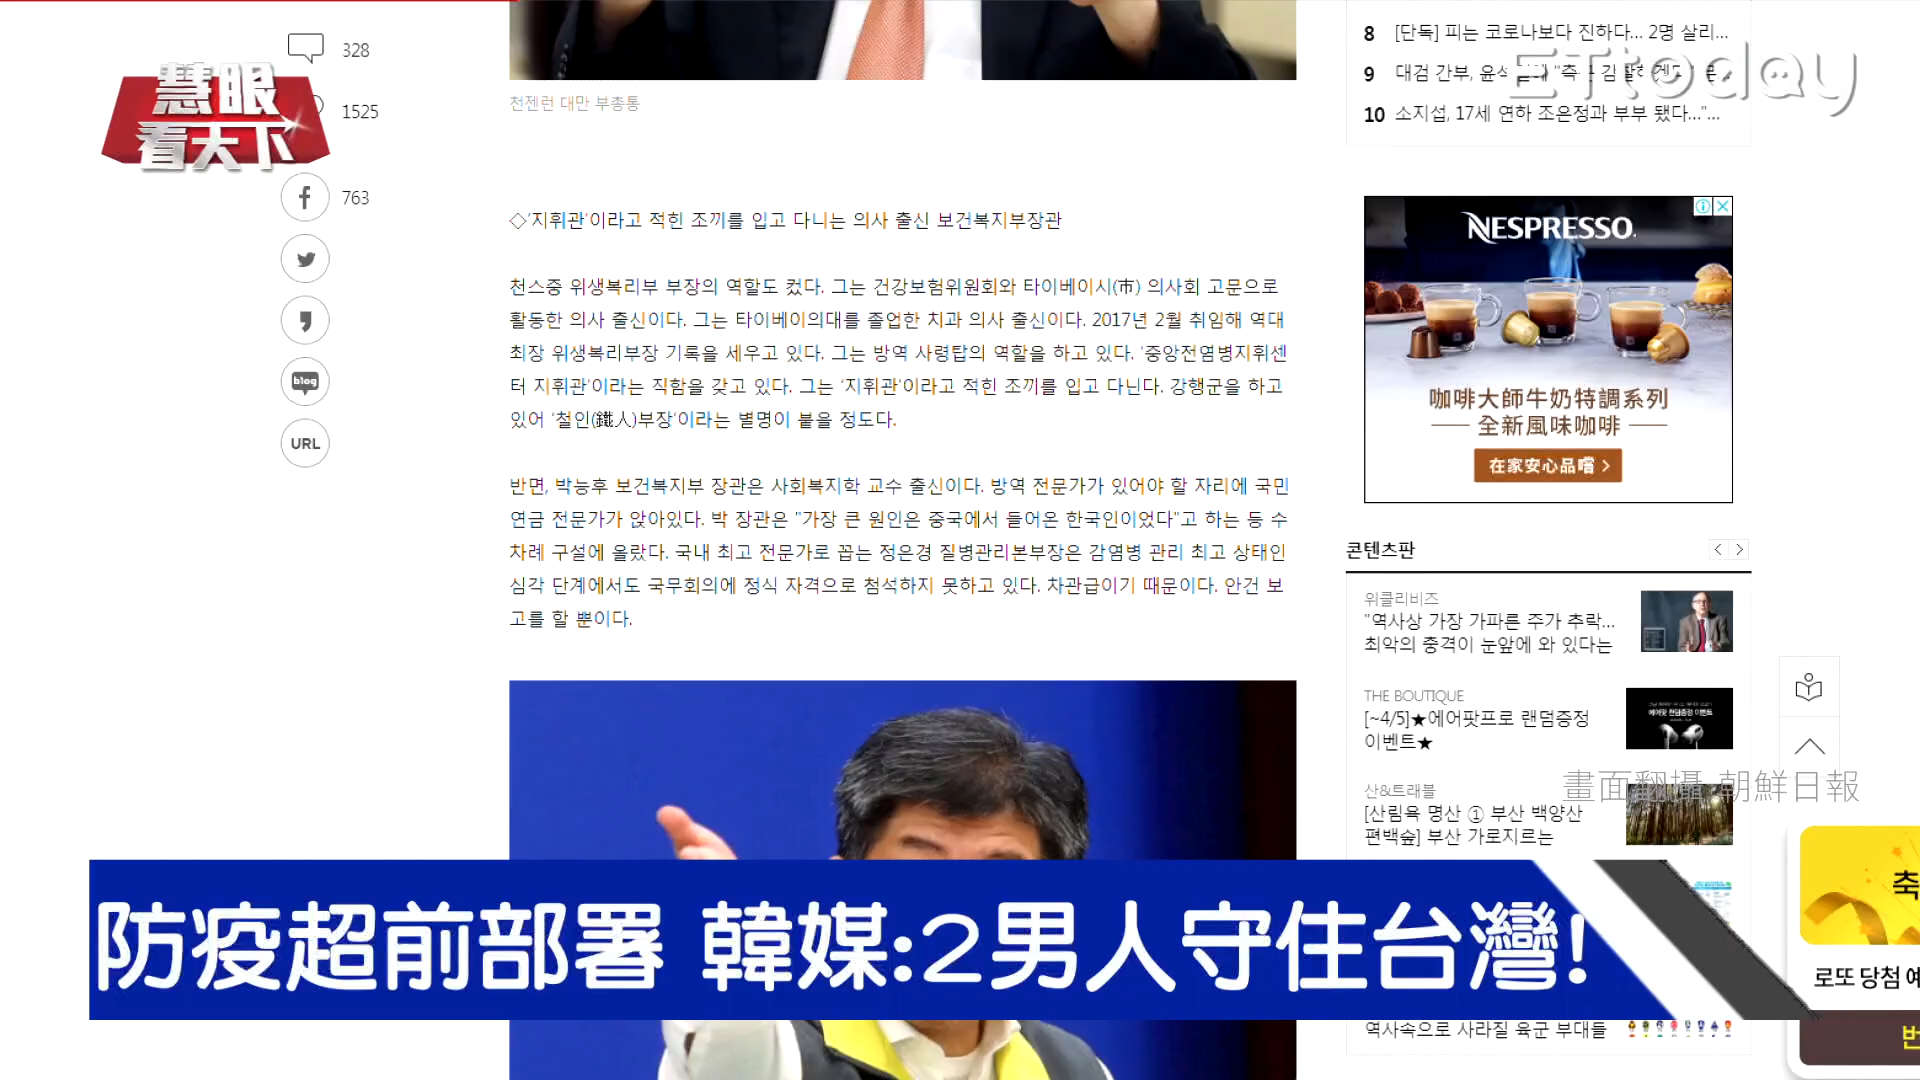 328
1525
763
blog
URL
慧眼
看天下
천젠런 대만 부총통
◇'지휘관'이라고 적힌 조끼를 입고 다니는 의사 출신 보건복지부장관
천스중 위생복리부 부장의 역할도 컸다. 그는 건강보험위원회와 타이베이시(市) 의사회 고문으로
활동한 의사 출신이다. 그는 타이베이의대를 졸업한 치과 의사 출신이다. 2017년 2월 취임해 역대
최장 위생복리부장 기록을 세우고 있다. 그는 방역 사령탑의 역할을 하고 있다. '중앙전염병지휘센
터 지휘관'이라는 직함을 갖고 있다. 그는 '지휘관'이라고 적힌 조끼를 입고 다닌다. 강행군을 하고
있어 '철인(鐵人)부장'이라는 별명이 붙을 정도다.
반면, 박능후 보건복지부 장관은 사회복지학 교수 출신이다. 방역 전문가가 있어야 할 자리에 국민
연금 전문가가 앉아있다. 박 장관은 "가장 큰 원인은 중국에서 들어온 한국인이었다"고 하는 등 수
차례 구설에 올랐다. 국내 최고 전문가로 꼽는 정은경 질병관리본부장은 감염병 관리 최고 상태인
심각 단계에서도 국무회의에 정식 자격으로 참석하지 못하고 있다. 차관급이기 때문이다. 안건 보
고를 할 뿐이다.
8 [단독] 피는 코로나보다 진하다... 2명 살리...
9 대검 간부, 윤석
10 소지섭, 17세 연하 조은정과 부부 됐다..."...
ETtoday
NESPRESSO.
咖啡大師牛奶特調系列
全新風味咖啡
在家安心品嚐 >
콘텐츠판
위클리비즈
"역사상 가장 가파른 주가 추락...
최악의 충격이 눈앞에 와 있다는
THE BOUTIQUE
[~4/5]★에어팟프로 랜덤증정
이벤트★
산&트래블
[산림욕 명산 ① 부산 백양산
편백숲] 부산 가로지르는
畫面翻攝 朝鮮日報
역사속으로 사라질 육군 부대들
축
로또 당첨 예
번
防疫超前部署 韓媒:2男人守住台灣!